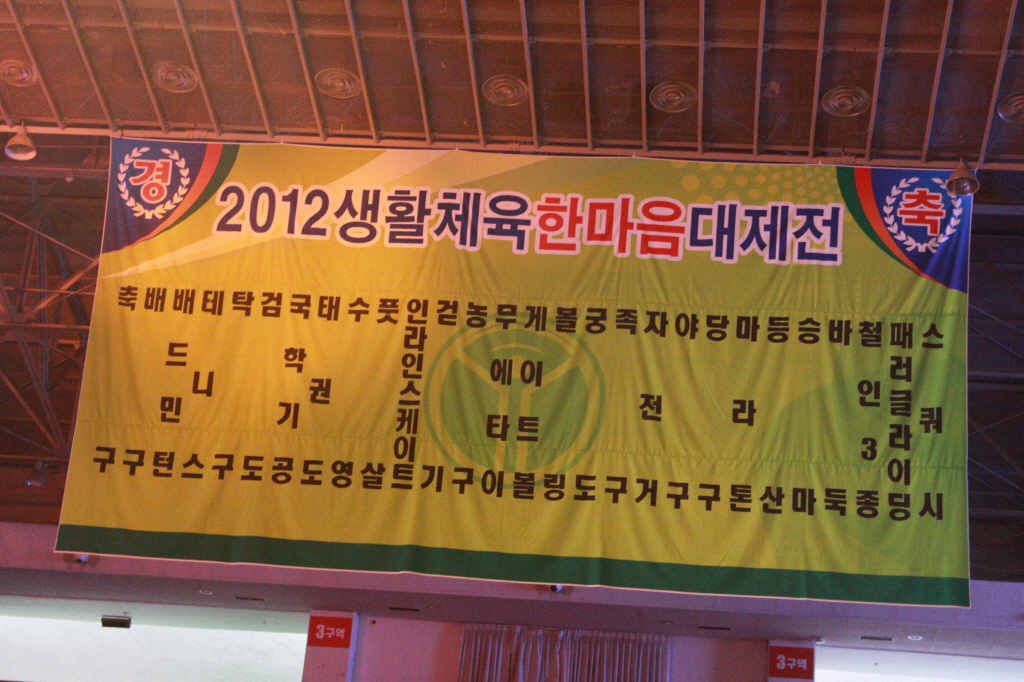 경
축
2012생활체육한마음대제전
축구
배구
배드민턴
테니스
탁구
검도
국학기공
태권도
수영
풋살
인라인스케이트
걷기
농구
무에타이
게이트볼
볼링
궁도
족구
자전거
야구
당구
마라톤
등산
승마
바둑
철인3종
패러글라이딩
스쿼시
3구역
3구역